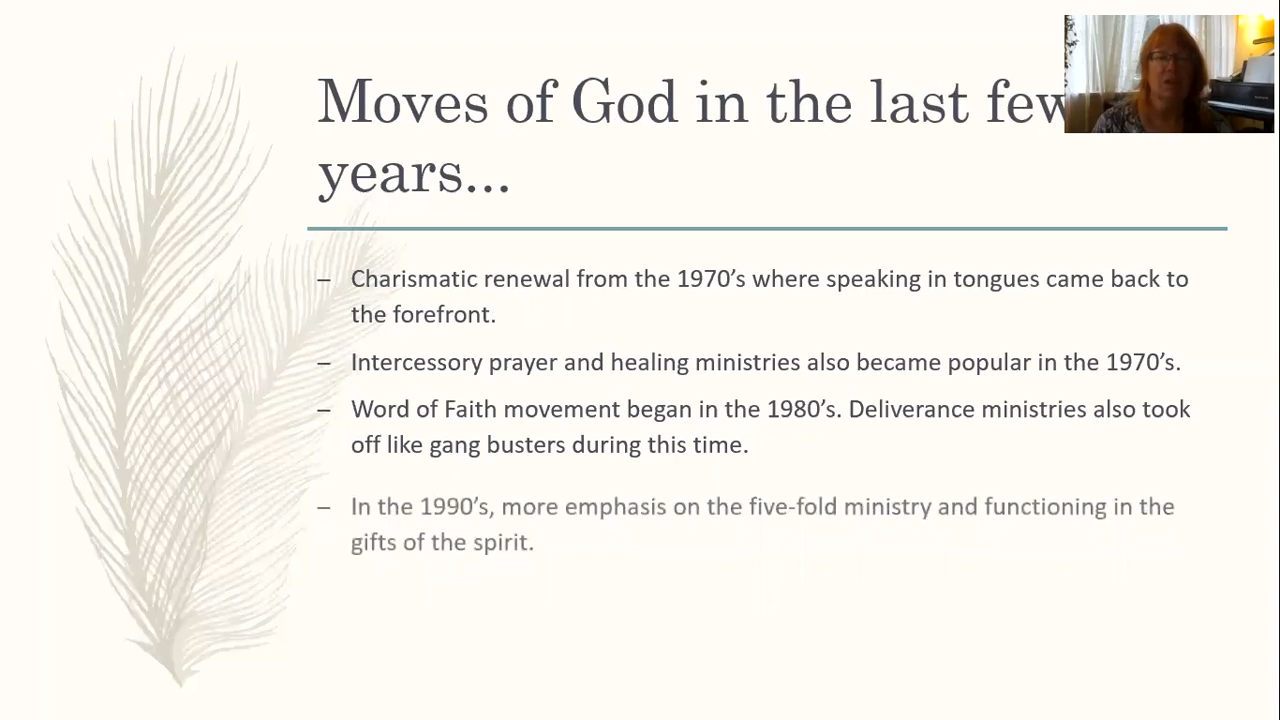 Moves of God in the last few
years...
– Charismatic renewal from the 1970’s where speaking in tongues came back to
the forefront.
– Intercessory prayer and healing ministries also became popular in the 1970’s.
– Word of Faith movement began in the 1980’s. Deliverance ministries also took
off like gang busters during this time.
– In the 1990’s, more emphasis on the five-fold ministry and functioning in the
gifts of the spirit.